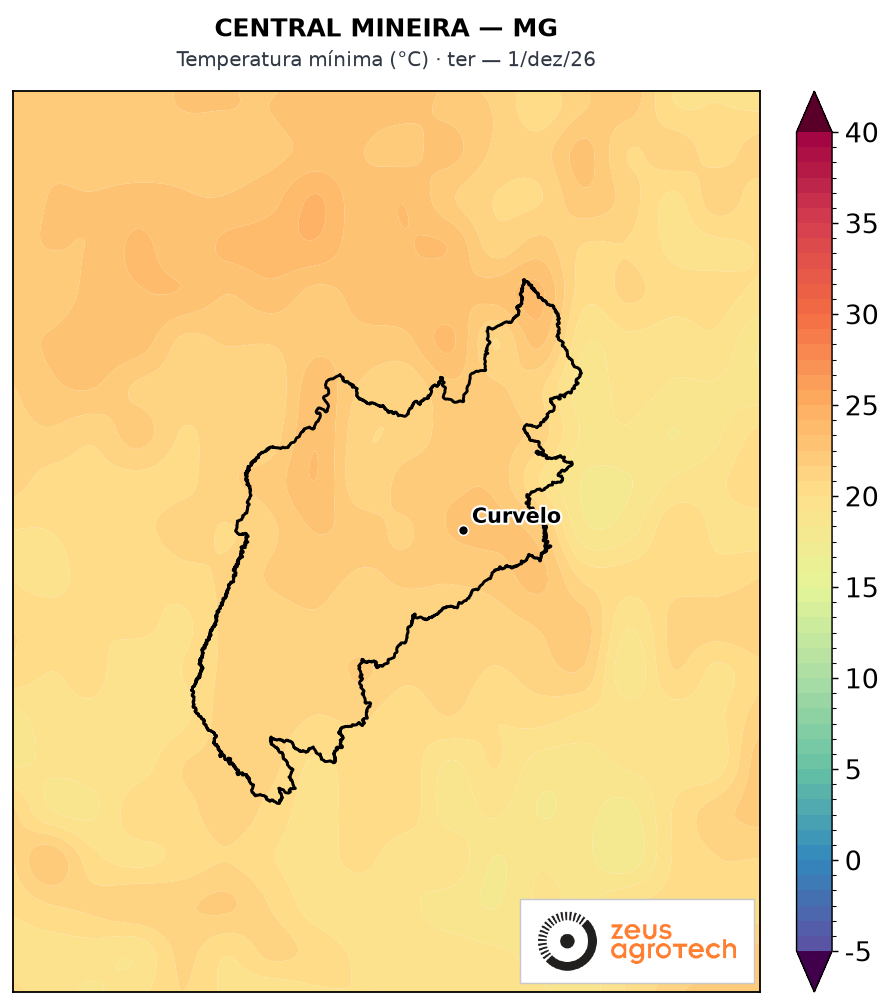 CENTRAL MINEIRA — MG
Temperatura mínima (°C) · ter — 1/dez/26
40
35
30
25
20
15
10
5
0
-5
Curvelo
zeus
agrotech